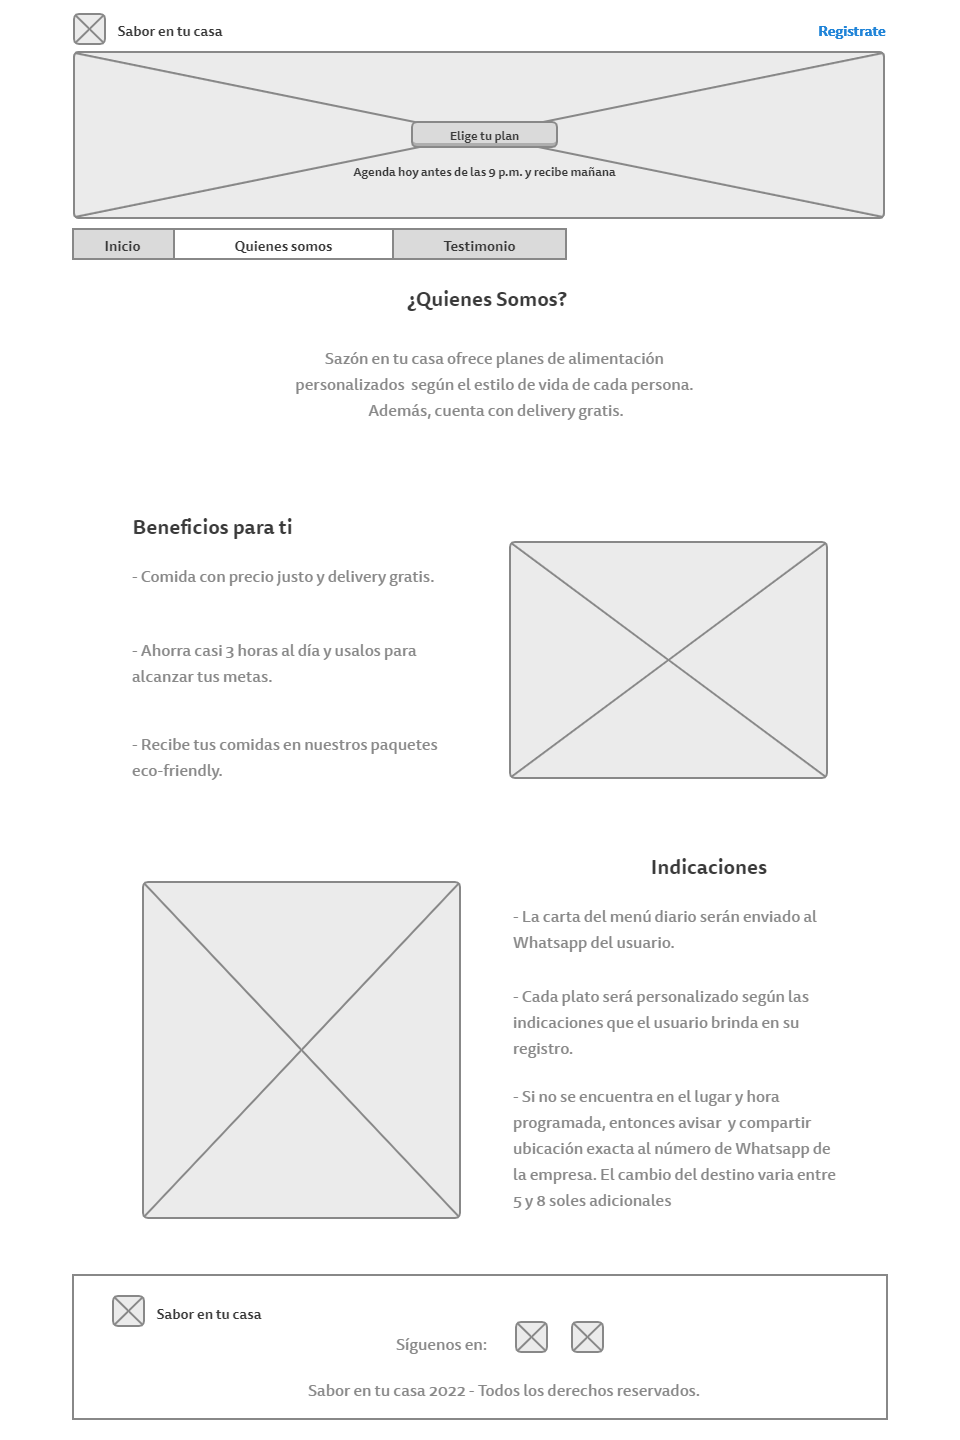 Sabor en tu casa
Registrate
Elige tu plan
Agenda hoy antes de las 9 p.m. y recibe mañana
Inicio
Quienes somos
Testimonio
¿Quienes Somos?
Sazón en tu casa ofrece planes de alimentación
personalizados  según el estilo de vida de cada persona.
Además, cuenta con delivery gratis.
Beneficios para ti
- Comida con precio justo y delivery gratis.
- Ahorra casi 3 horas al día y usalos para
alcanzar tus metas.
- Recibe tus comidas en nuestros paquetes
eco-friendly.
Indicaciones
- La carta del menú diario serán enviado al
Whatsapp del usuario.
- Cada plato será personalizado según las
indicaciones que el usuario brinda en su
registro.
- Si no se encuentra en el lugar y hora
programada, entonces avisar  y compartir
ubicación exacta al número de Whatsapp de
la empresa. El cambio del destino varia entre
5 y 8 soles adicionales
Sabor en tu casa
Síguenos en:
Sabor en tu casa 2022 - Todos los derechos reservados.